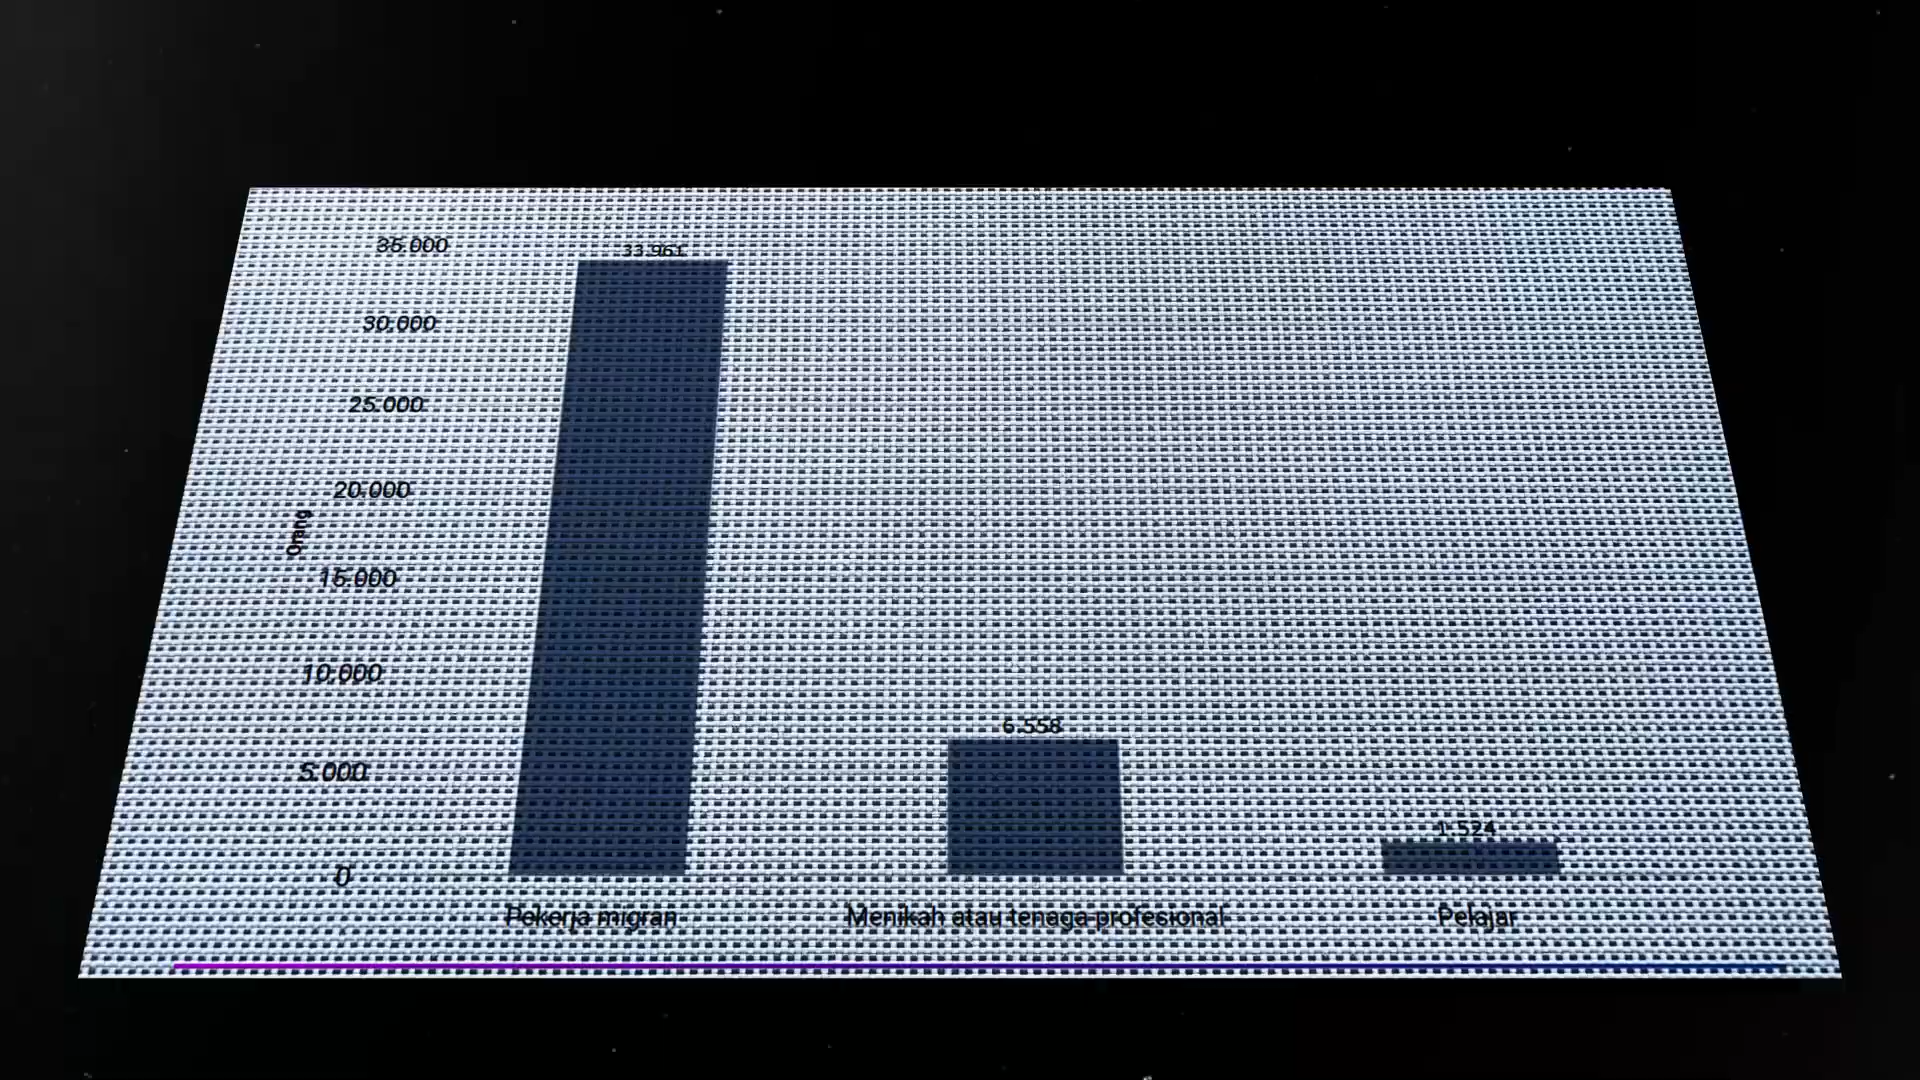 35.000
33.961
30.000
25.000
20.000
Orang
15.000
10.000
6.558
5.000
1.524
0
Pekerja migran
Menikah atau tenaga profesional
Pelajar